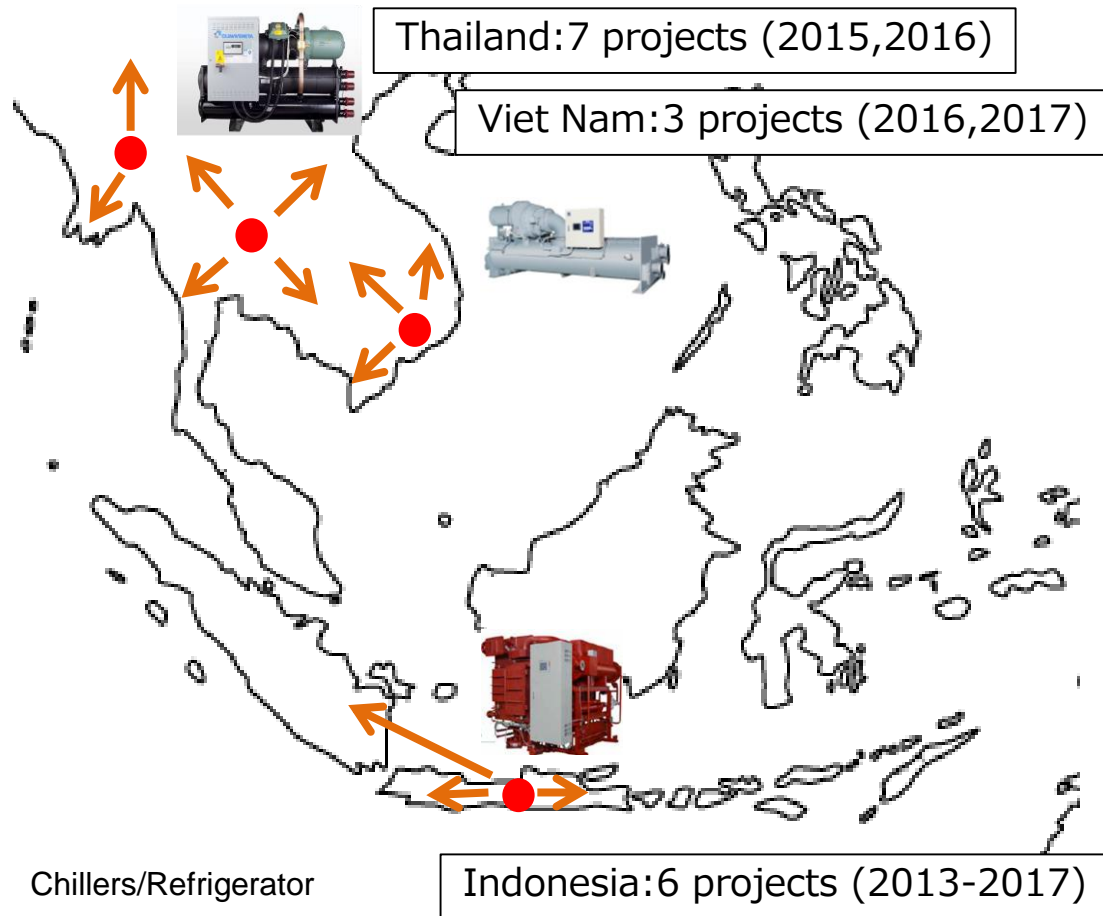 Thailand:7 projects (2015,2016)
Viet Nam:3 projects (2016,2017)
Chillers/Refrigerator
Indonesia:6 projects (2013-2017)